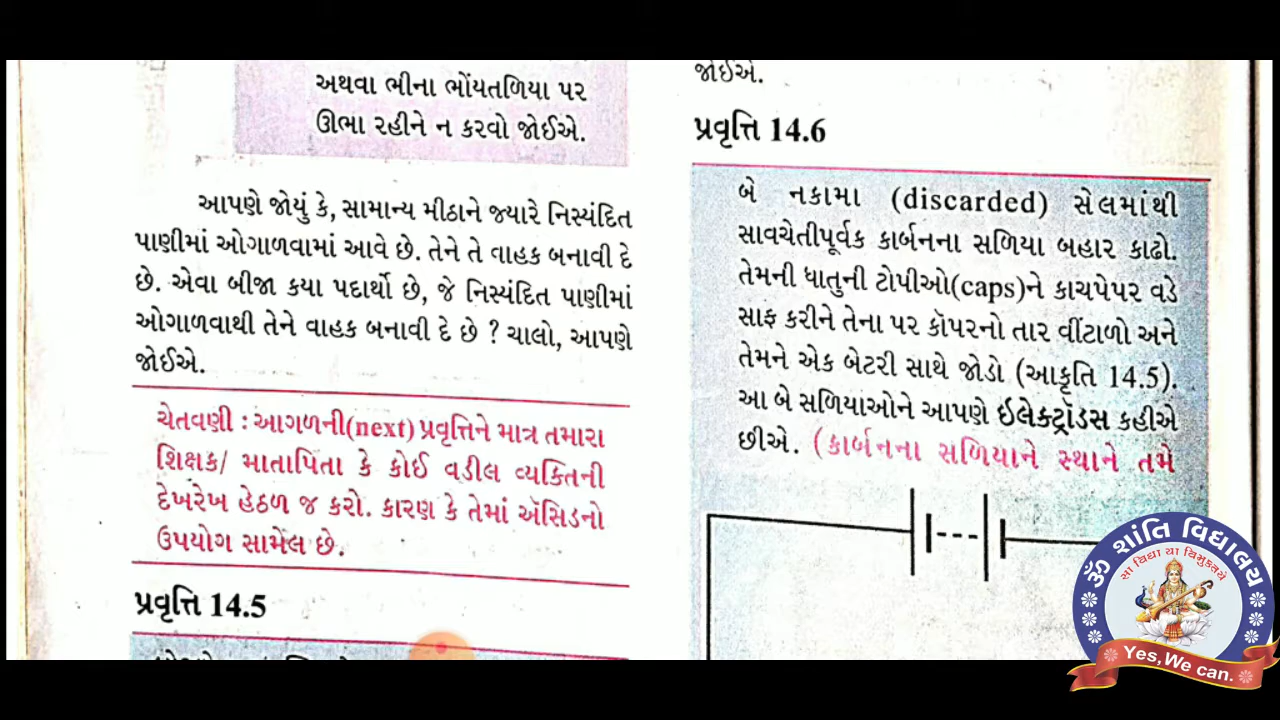 અથવા ભીના ભોંયતળિયા પર
ઊભા રહીને ન કરવો જોઈએ.
આપણે જોયું કે, સામાન્ય મીઠાને જ્યારે નિસ્યંદિત
પાણીમાં ઓગાળવામાં આવે છે. તેને તે વાહક બનાવી દે
છે. એવા બીજા કયા પદાર્થો છે, જે નિસ્યંદિત પાણીમાં
ઓગાળવાથી તેને વાહક બનાવી દે છે ? ચાલો, આપણે
જોઈએ.
ચેતવણી : આગળની(next) પ્રવૃત્તિને માત્ર તમારા
શિક્ષક/ માતાપિતા કે કોઈ વડીલ વ્યક્તિની
દેખરેખ હેઠળ જ કરો. કારણ કે તેમાં ઍસિડનો
ઉપયોગ સામેલ છે.
પ્રવૃત્તિ 14.5
જોઈએ.
પ્રવૃત્તિ 14.6
બે નકામા (discarded) સેલમાંથી
સાવચેતીપૂર્વક કાર્બનના સળિયા બહાર કાઢો.
તેમની ધાતુની ટોપીઓ(caps)ને કાચપેપર વડે
સાફ કરીને તેના પર કૉપરનો તાર વીંટાળો અને
તેમને એક બેટરી સાથે જોડો (આકૃતિ 14.5).
આ બે સળિયાઓને આપણે ઇલેક્ટ્રૉડસ કહીએ
છીએ. (કાર્બનના સળિયાને સ્થાને તમે
ૐ શાંતિ વિદ્યાલય
સા વિદ્યા યા વિમુક્તયે
Yes, We can.